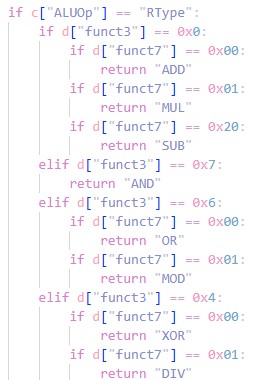 if c["ALUOp"] == "RType":
    if d["funct3"] == 0x0:
        if d["funct7"] == 0x00:
            return "ADD"
        if d["funct7"] == 0x01:
            return "MUL"
        if d["funct7"] == 0x20:
            return "SUB"
    elif d["funct3"] == 0x7:
        return "AND"
    elif d["funct3"] == 0x6:
        if d["funct7"] == 0x00:
            return "OR"
        if d["funct7"] == 0x01:
            return "MOD"
    elif d["funct3"] == 0x4:
        if d["funct7"] == 0x00:
            return "XOR"
        if d["funct7"] == 0x01:
            return "DIV"